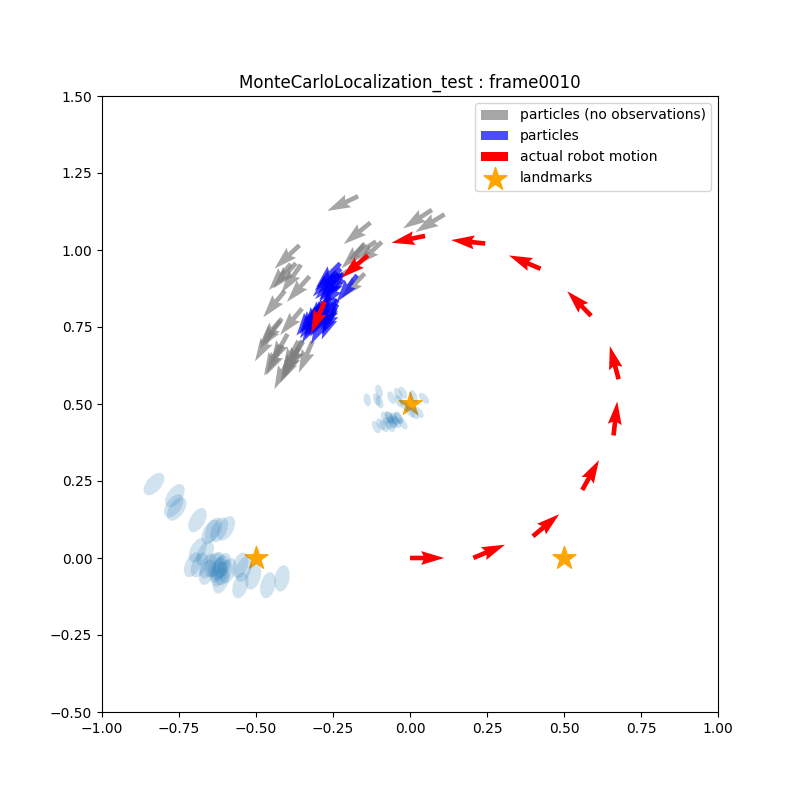 MonteCarloLocalization_test : frame0010
particles (no observations)
particles
actual robot motion
landmarks
1.50
1.25
1.00
0.75
0.50
0.25
0.00
−0.25
−0.50
−1.00 −0.75 −0.50 −0.25 0.00 0.25 0.50 0.75 1.00